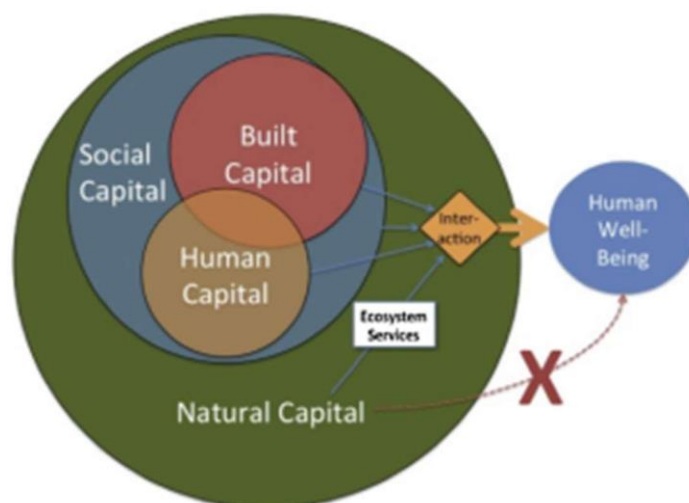 Built
Capital
Social
Capital
Human
Capital
Inter-
action
Human
Well-
Being
Ecosystem
Services
Natural Capital
X